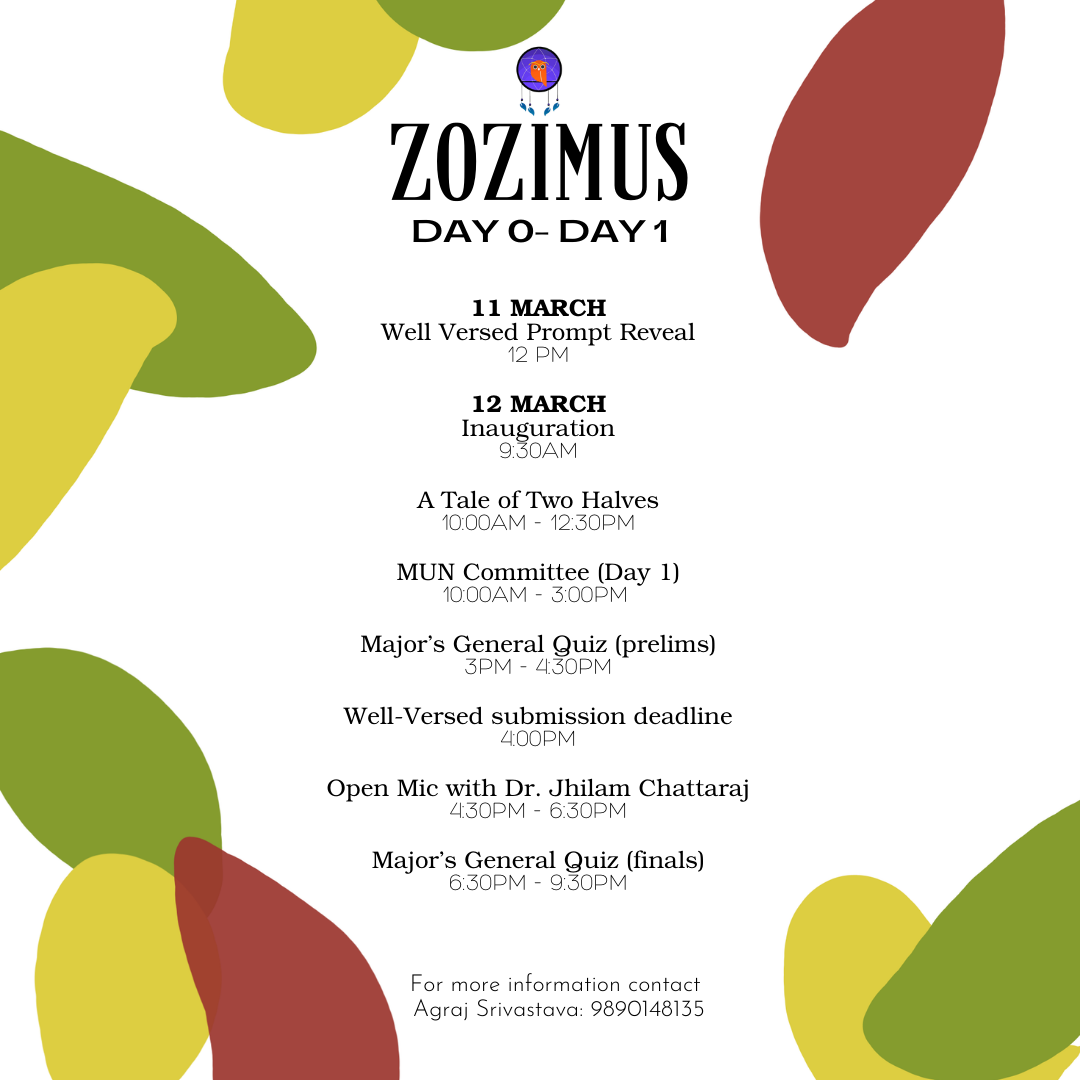 ZOZIMUS
DAY 0- DAY 1
11 MARCH
Well Versed Prompt Reveal
12 PM
12 MARCH
Inauguration
9:30AM
A Tale of Two Halves
10:00AM - 12:30PM
MUN Committee (Day 1)
10:00AM - 3:00PM
Major's General Quiz (prelims)
3PM - 4:30PM
Well-Versed submission deadline
4:00PM
Open Mic with Dr. Jhilam Chattaraj
4:30PM - 6:30PM
Major's General Quiz (finals)
6:30PM - 9:30PM
For more information contact
Agraj Srivastava: 9890148135